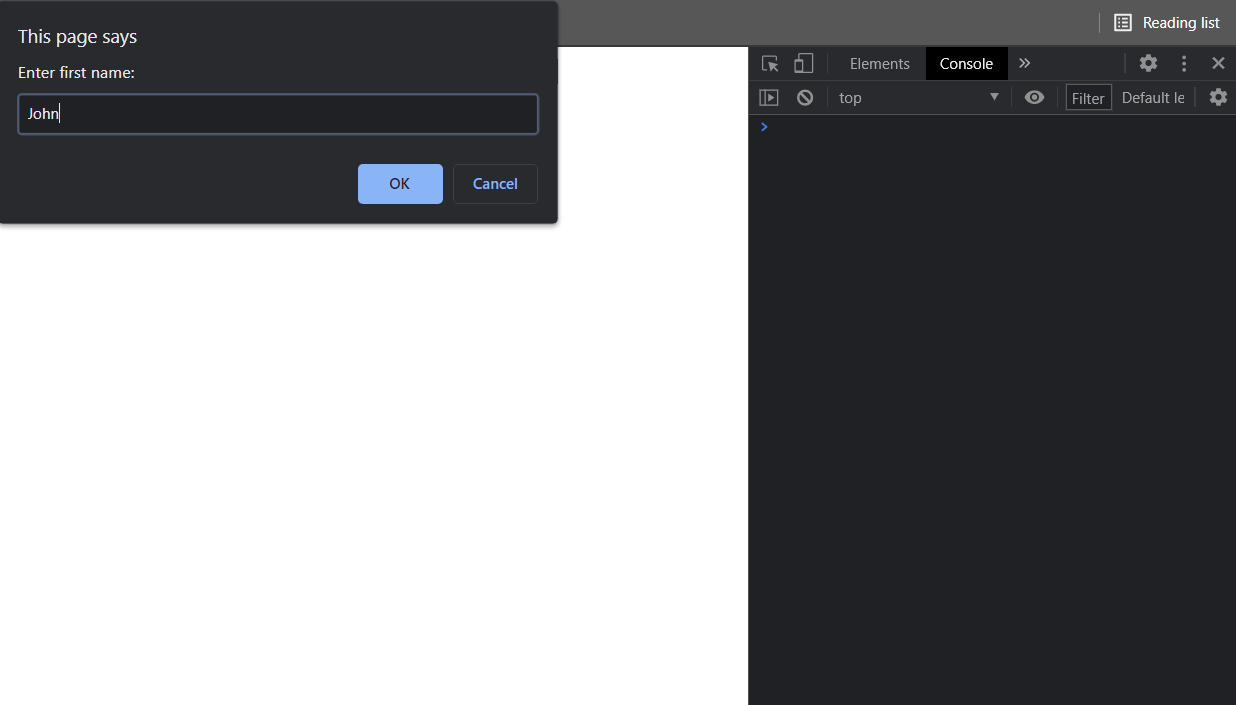 This page says
Enter first name:
John
OK Cancel
Reading list
Elements Console
top Filter Default le